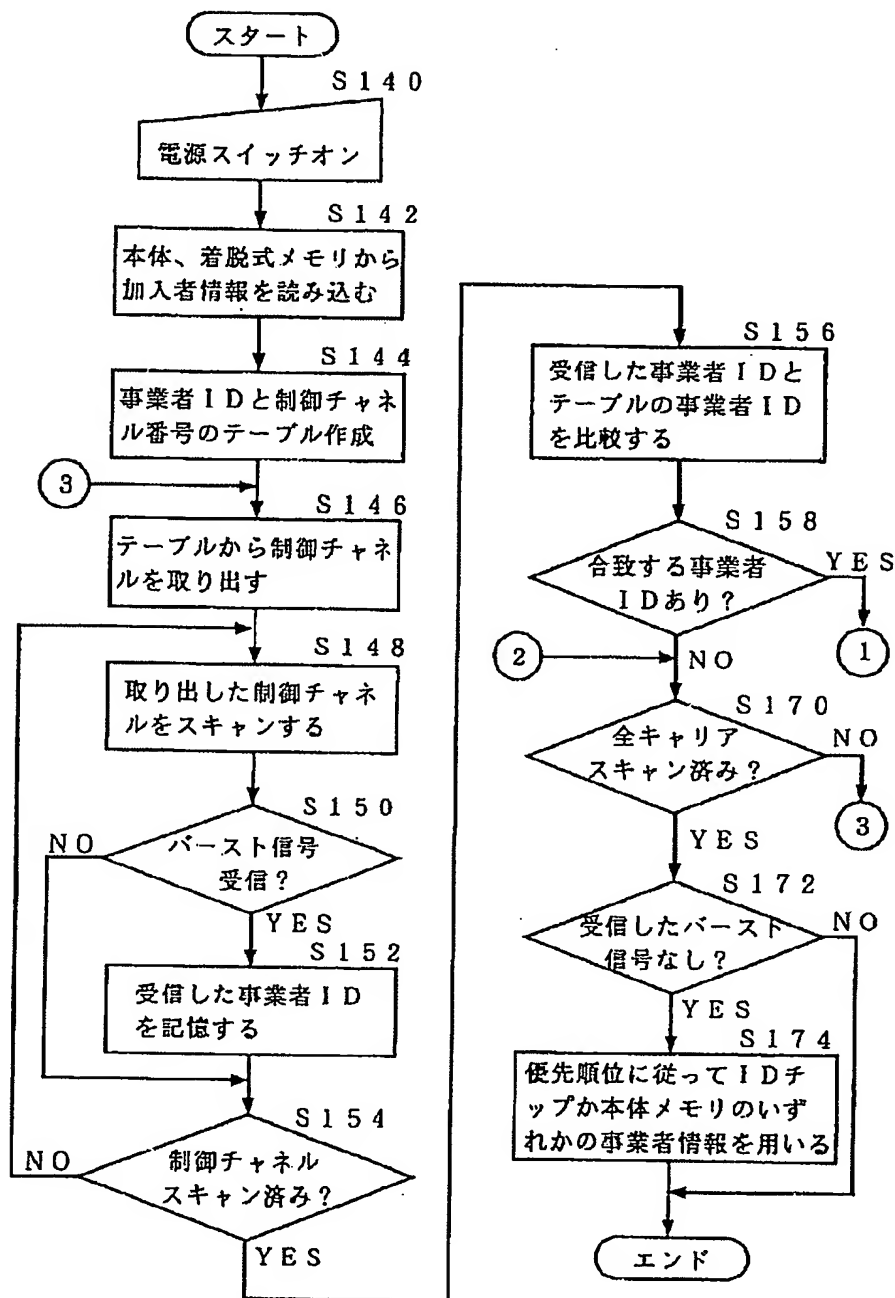 スタート
S140
電源スイッチオン
S142
本体、着脱式メモリから
加入者情報を読み込む
S144
事業者IDと制御チャネ
ル番号のテーブル作成
3
S146
テーブルから制御チャネ
ルを取り出す
S148
取り出した制御チャネ
ルをスキャンする
S150
NO
バースト信号
受信?
YES
S152
受信した事業者ID
を記憶する
S154
NO
制御チャネル
スキャン済み?
YES
S156
受信した事業者IDと
テーブルの事業者ID
を比較する
S158
合致する事業者
IDあり?
YES
1
2
NO
S170
全キャリア
スキャン済み?
NO
3
YES
S172
受信したバースト
信号なし?
NO
YES
S174
優先順位に従ってIDチ
ップか本体メモリのいず
れかの事業者情報を用いる
エンド